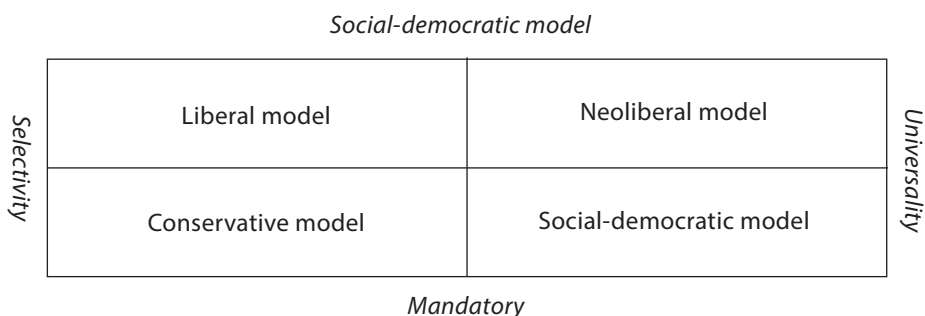 Social-democratic model
Selectivity
Liberal model
Neoliberal model
Universality
Conservative model
Social-democratic model
Mandatory